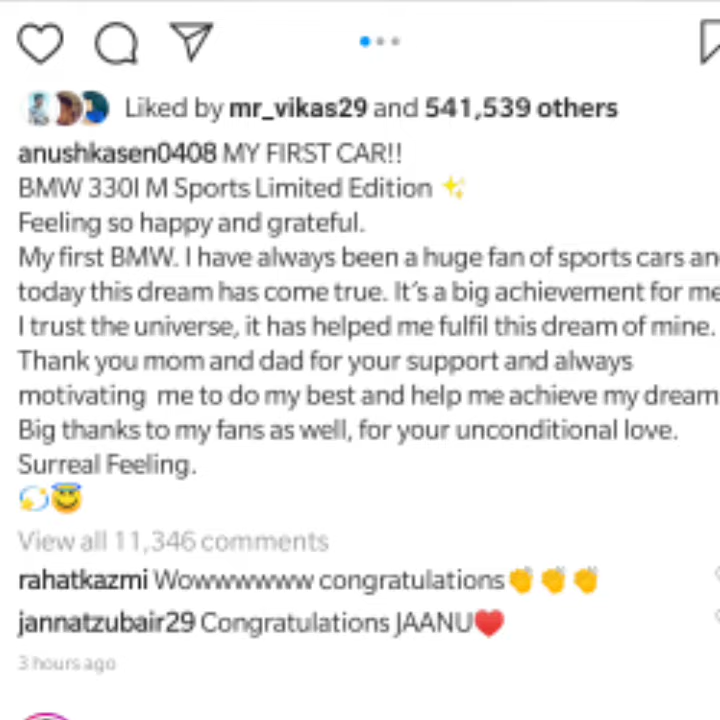 Liked by mr_vikas29 and 541,539 others
anushkasen0408 MY FIRST CAR!!
BMW 330I M Sports Limited Edition ✨
Feeling so happy and grateful.
My first BMW. I have always been a huge fan of sports cars an
today this dream has come true. It's a big achievement for me
I trust the universe, it has helped me fulfil this dream of mine.
Thank you mom and dad for your support and always
motivating me to do my best and help me achieve my dream
Big thanks to my fans as well, for your unconditional love.
Surreal Feeling.
💫😇
View all 11,346 comments
rahatkazmi Wowwwwwww congratulations👏👏👏
jannatzubair29 Congratulations JAANU❤️
3 hours ago